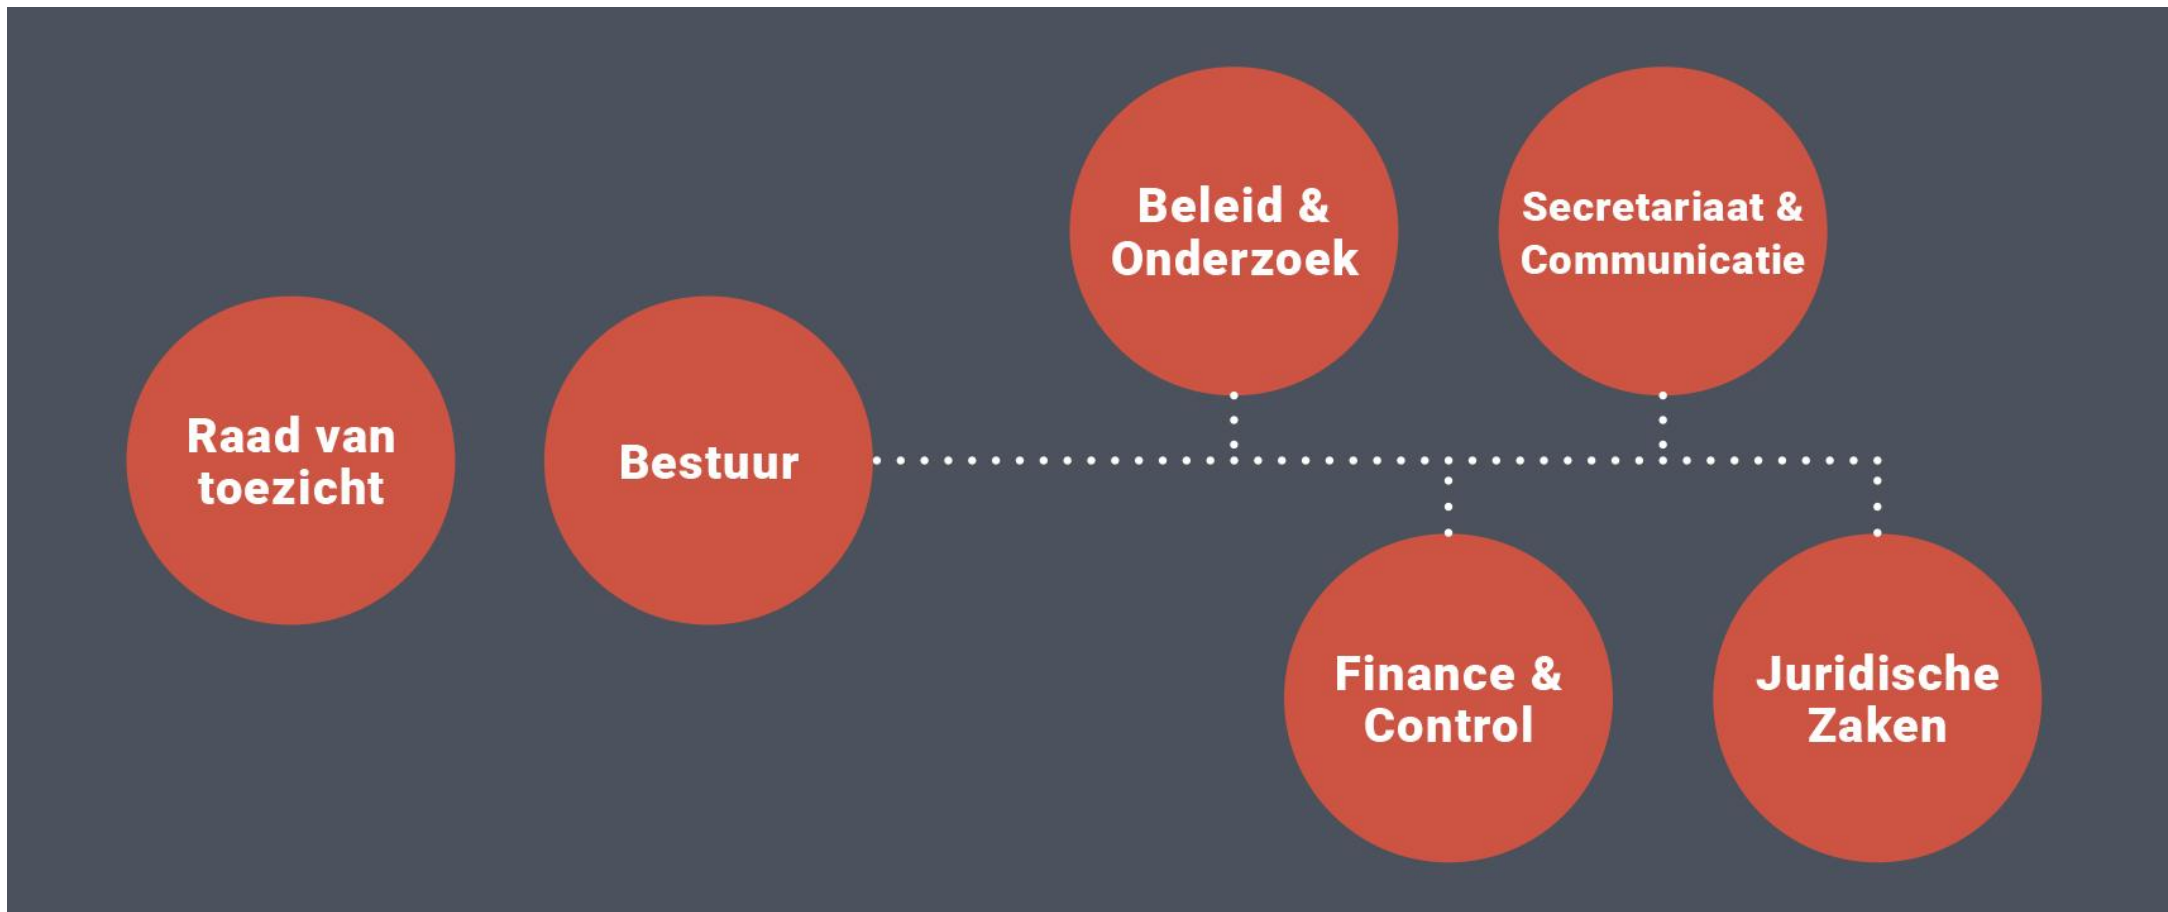 Raad van
toezicht
Bestuur
Beleid &
Onderzoek
Secretariaat &
Communicatie
Finance &
Control
Juridische
Zaken